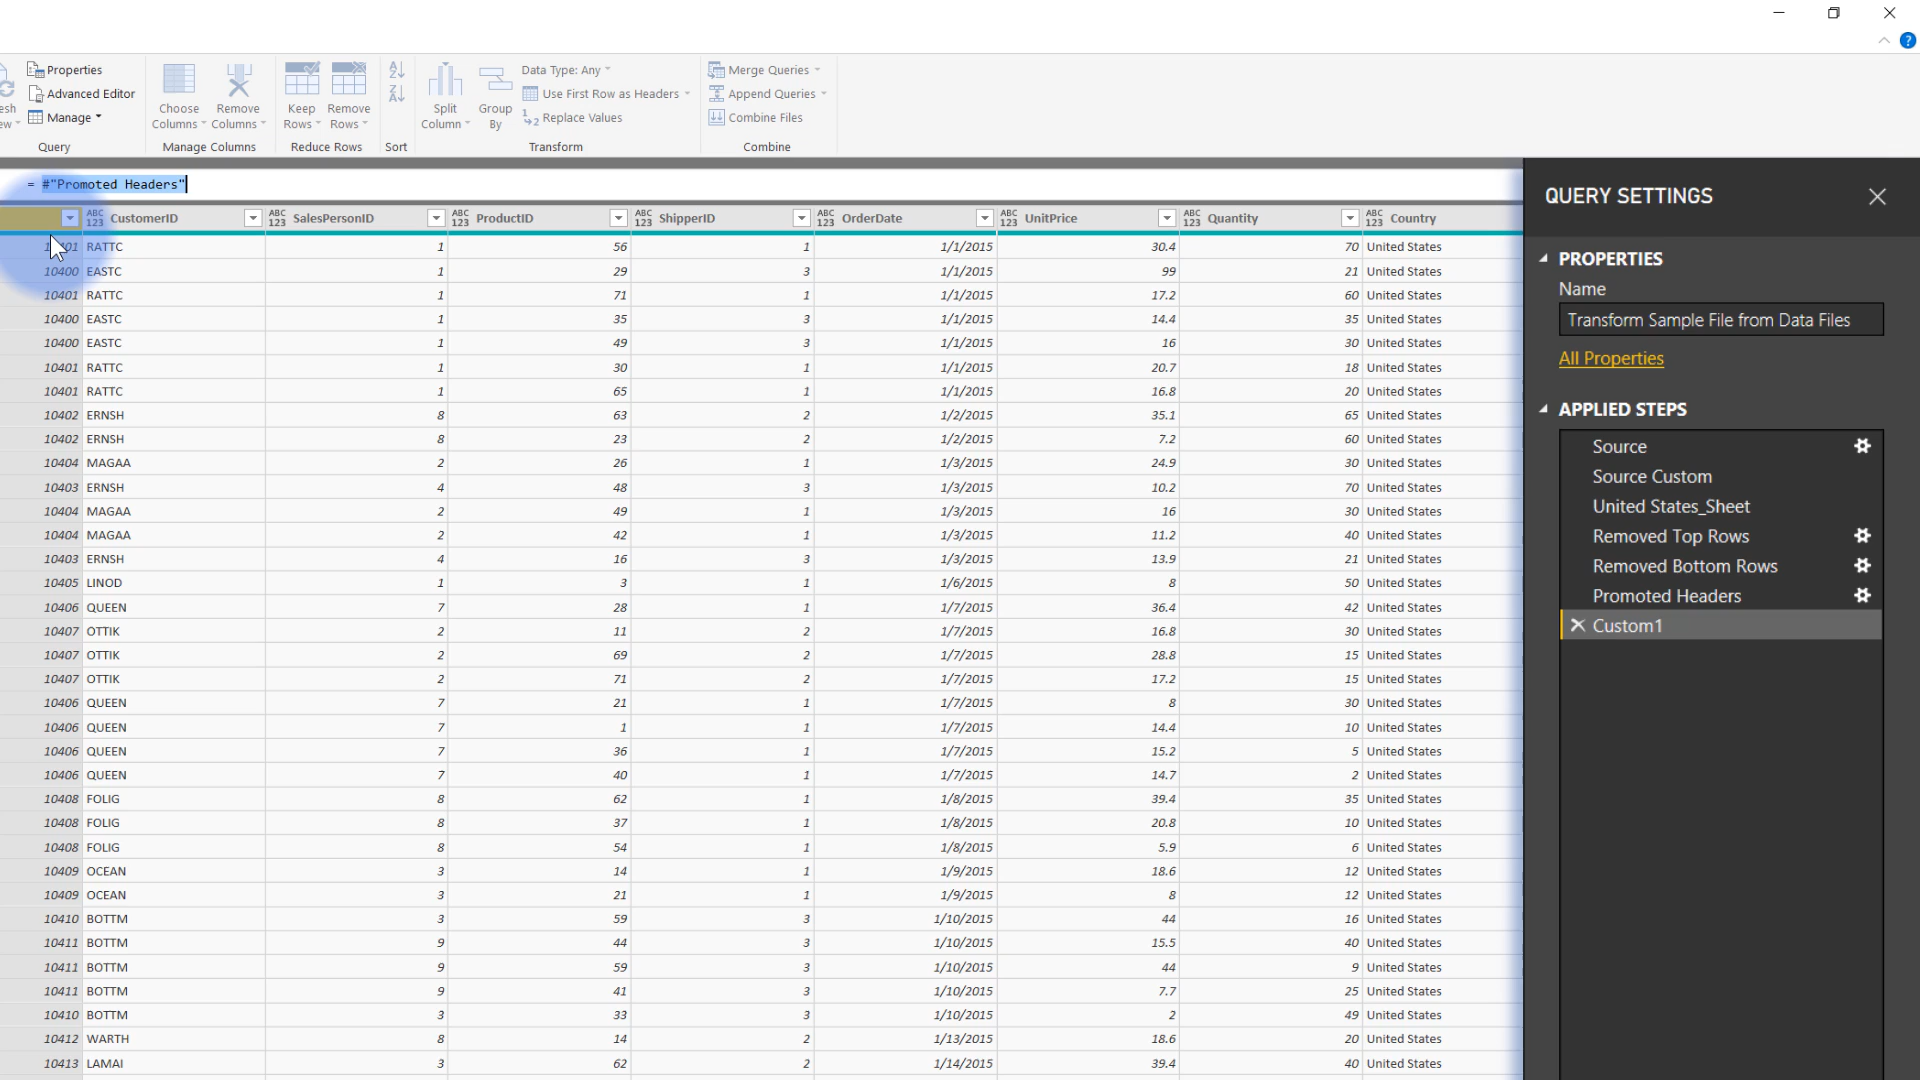 ?
Properties
Advanced Editor
Manage
Choose Columns
Remove Columns
Keep Rows
Remove Rows
Split Column
Group By
Data Type: Any
Use First Row as Headers
Replace Values
Merge Queries
Append Queries
Combine Files
Query
Manage Columns
Reduce Rows
Sort
Transform
Combine
= #"Promoted Headers"
ABC 123 CustomerID ABC 123 SalesPersonID ABC 123 ProductID ABC 123 ShipperID ABC 123 OrderDate ABC 123 UnitPrice ABC 123 Quantity ABC 123 Country
RATTC 1 56 1 1/1/2015 30.4 70 United States
10400 EASTC 1 29 3 1/1/2015 99 21 United States
10401 RATTC 1 71 1 1/1/2015 17.2 60 United States
10400 EASTC 1 35 3 1/1/2015 14.4 35 United States
10400 EASTC 1 49 3 1/1/2015 16 30 United States
10401 RATTC 1 30 1 1/1/2015 20.7 18 United States
10401 RATTC 1 65 1 1/1/2015 16.8 20 United States
10402 ERNSH 8 63 2 1/2/2015 35.1 65 United States
10402 ERNSH 8 23 2 1/2/2015 7.2 60 United States
10404 MAGAA 2 26 1 1/3/2015 24.9 30 United States
10403 ERNSH 4 48 3 1/3/2015 10.2 70 United States
10404 MAGAA 2 49 1 1/3/2015 16 30 United States
10404 MAGAA 2 42 1 1/3/2015 11.2 40 United States
10403 ERNSH 4 16 3 1/3/2015 13.9 21 United States
10405 LINOD 1 3 1 1/6/2015 8 50 United States
10406 QUEEN 7 28 1 1/7/2015 36.4 42 United States
10407 OTTIK 2 11 2 1/7/2015 16.8 30 United States
10407 OTTIK 2 69 2 1/7/2015 28.8 15 United States
10407 OTTIK 2 71 2 1/7/2015 17.2 15 United States
10406 QUEEN 7 21 1 1/7/2015 8 30 United States
10406 QUEEN 7 1 1 1/7/2015 14.4 10 United States
10406 QUEEN 7 36 1 1/7/2015 15.2 5 United States
10406 QUEEN 7 40 1 1/7/2015 14.7 2 United States
10408 FOLIG 8 62 1 1/8/2015 39.4 35 United States
10408 FOLIG 8 37 1 1/8/2015 20.8 10 United States
10408 FOLIG 8 54 1 1/8/2015 5.9 6 United States
10409 OCEAN 3 14 1 1/9/2015 18.6 12 United States
10409 OCEAN 3 21 1 1/9/2015 8 12 United States
10410 BOTTM 3 59 3 1/10/2015 44 16 United States
10411 BOTTM 9 44 3 1/10/2015 15.5 40 United States
10411 BOTTM 9 59 3 1/10/2015 44 9 United States
10411 BOTTM 9 41 3 1/10/2015 7.7 25 United States
10410 BOTTM 3 33 3 1/10/2015 2 49 United States
10412 WARTH 8 14 2 1/13/2015 18.6 20 United States
10413 LAMAI 3 62 2 1/14/2015 39.4 40 United States
QUERY SETTINGS
PROPERTIES
Name
Transform Sample File from Data Files
All Properties
APPLIED STEPS
Source
Source Custom
United States_Sheet
Removed Top Rows
Removed Bottom Rows
Promoted Headers
Custom1